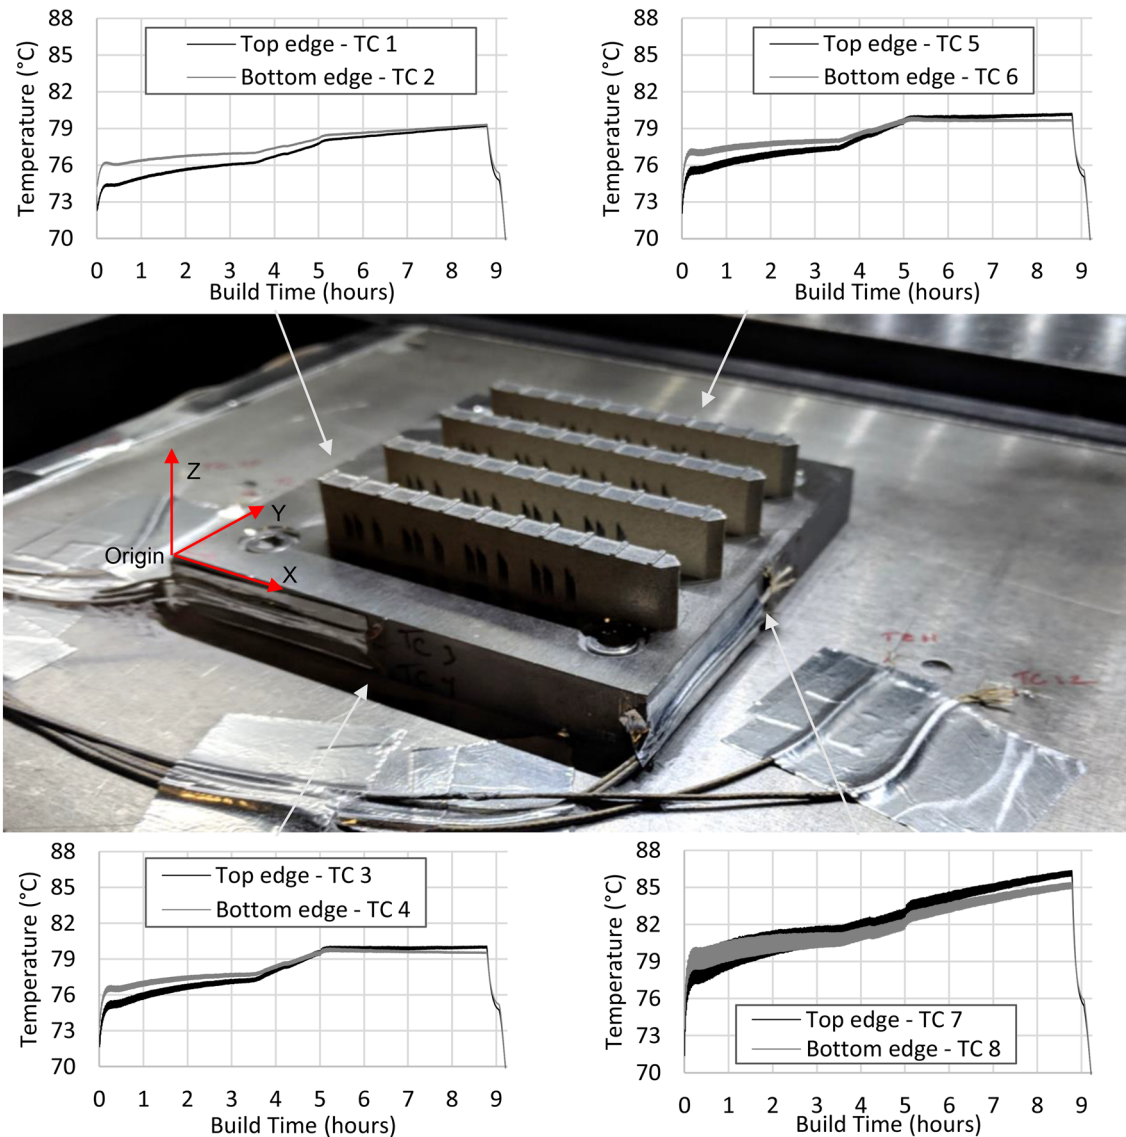 88
85
82
79
76
73
70
Temperature (°C)
Top edge - TC 1
Bottom edge - TC 2
0 1 2 3 4 5 6 7 8 9
Build Time (hours)
88
85
82
79
76
73
70
Temperature (°C)
Top edge - TC 5
Bottom edge - TC 6
0 1 2 3 4 5 6 7 8 9
Build Time (hours)
Z
Y
Origin
X
TC 3
TC 4
TC 11
TC 12
88
85
82
79
76
73
70
Temperature (°C)
Top edge - TC 3
Bottom edge - TC 4
0 1 2 3 4 5 6 7 8 9
Build Time (hours)
88
85
82
79
76
73
70
Temperature (°C)
Top edge - TC 7
Bottom edge - TC 8
0 1 2 3 4 5 6 7 8 9
Build Time (hours)